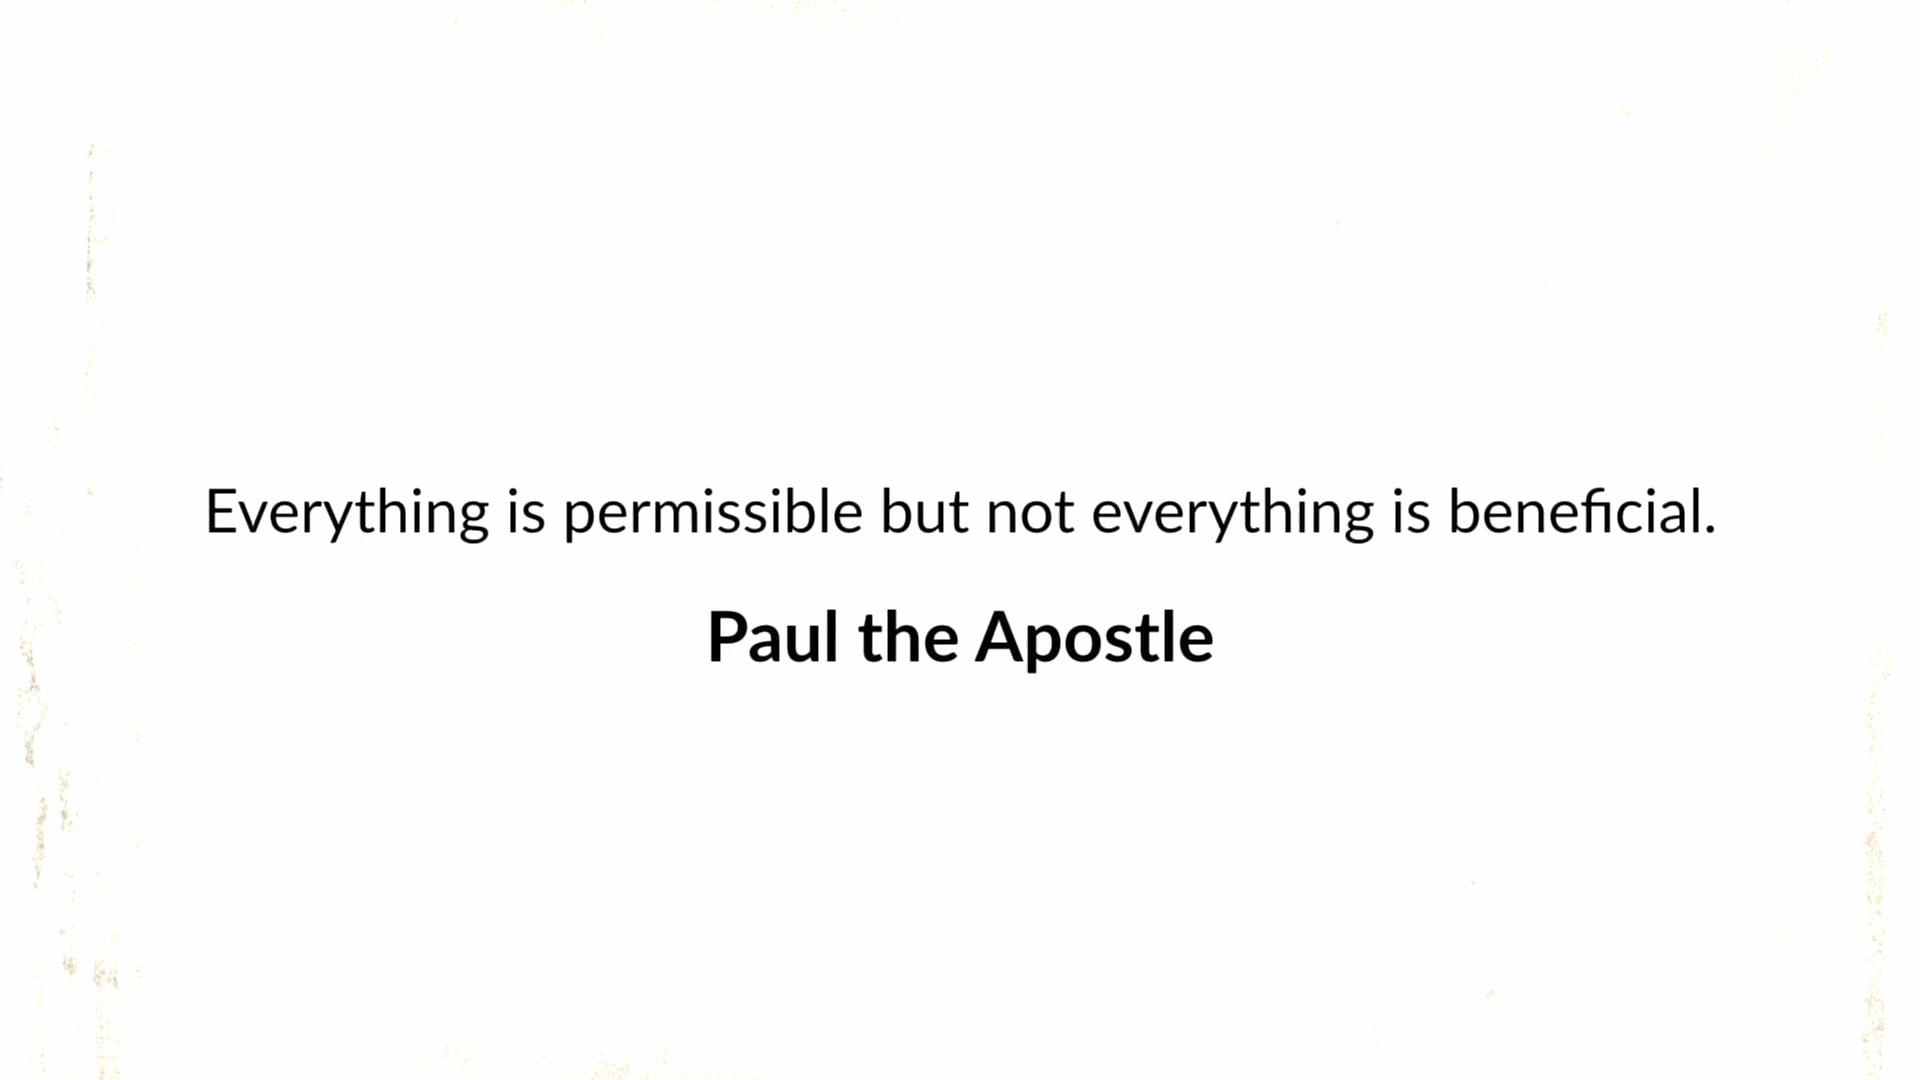 Everything is permissible but not everything is beneficial.
Paul the Apostle